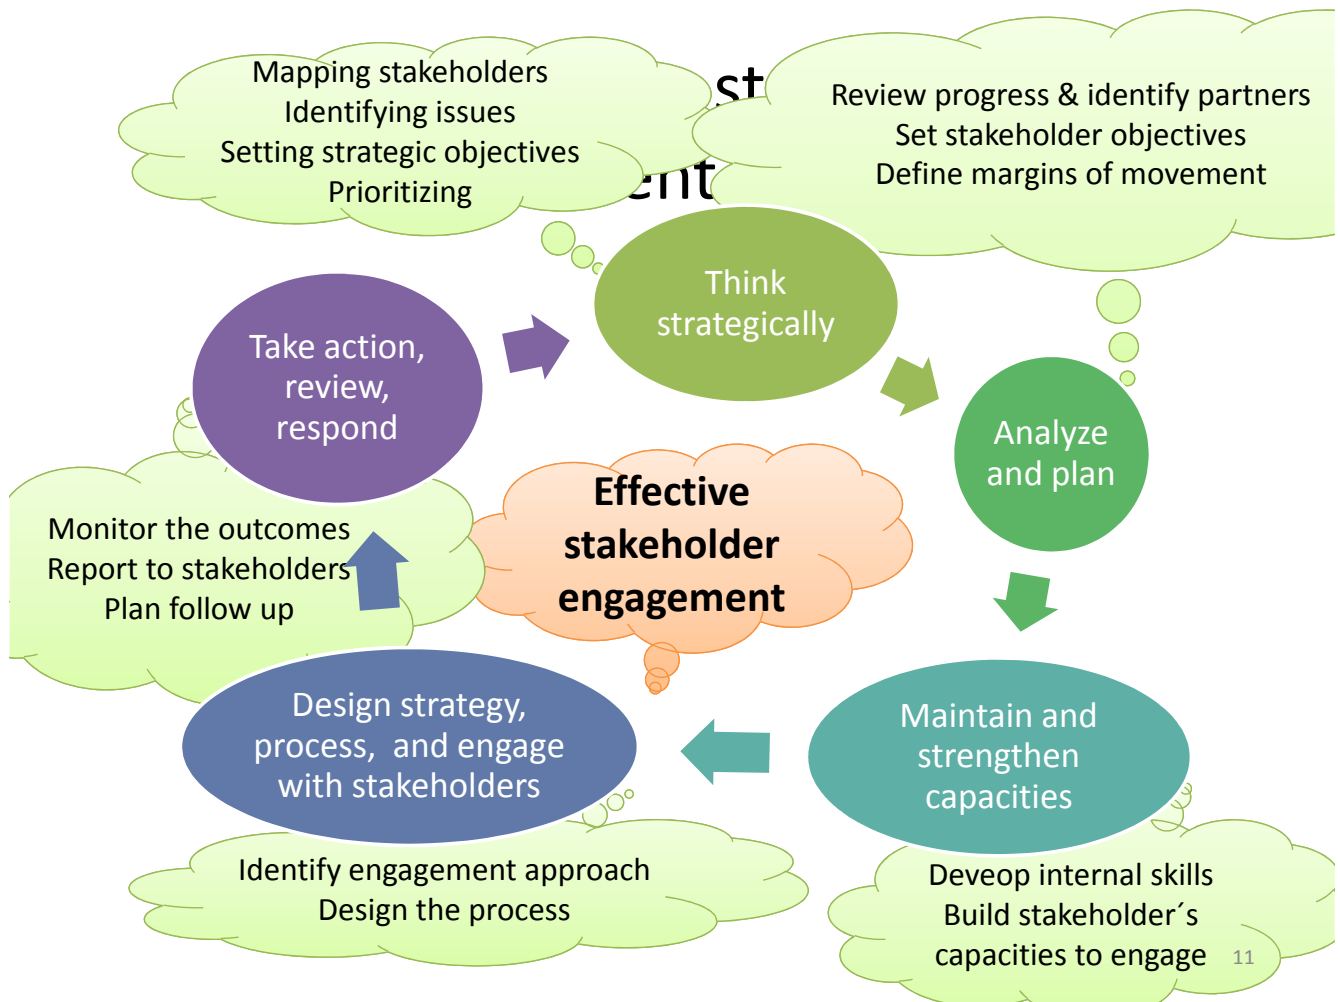 Mapping stakeholders
Identifying issues
Setting strategic objectives
Prioritizing
Review progress & identify partners
Set stakeholder objectives
Define margins of movement
Think
strategically
Take action,
review,
respond
Analyze
and plan
Effective
stakeholder
engagement
Monitor the outcomes
Report to stakeholders
Plan follow up
Design strategy,
process, and engage
with stakeholders
Maintain and
strengthen
capacities
Identify engagement approach
Design the process
Deveop internal skills
Build stakeholder´s
capacities to engage
11